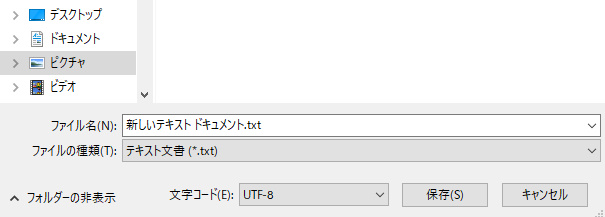 デスクトップ
ドキュメント
ピクチャ
ビデオ
ファイル名(N): 新しいテキスト ドキュメント.txt
ファイルの種類(T): テキスト文書 (*.txt)
フォルダーの非表示 文字コード(E): UTF-8 保存(S) キャンセル